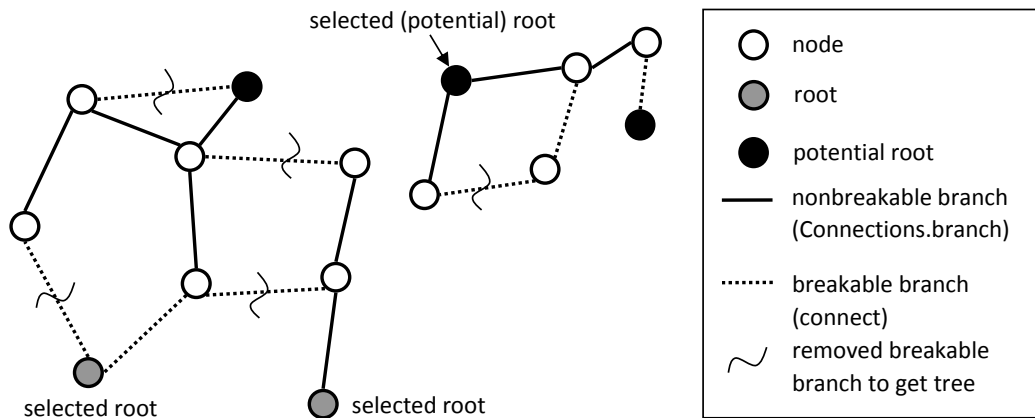 selected (potential) root
selected root
selected root
node
root
potential root
nonbreakable branch
(Connections.branch)
breakable branch
(connect)
removed breakable
branch to get tree